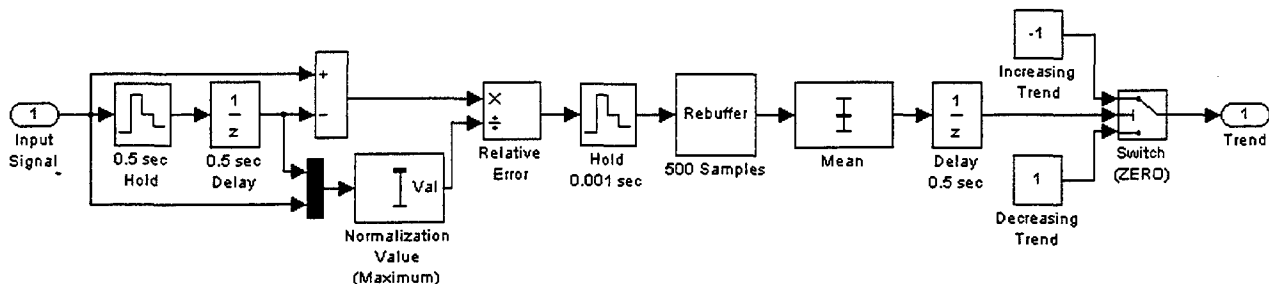 1
Input
Signal
0.5 sec
Hold
1
z
0.5 sec
Delay
+
−
Val
Normalization
Value
(Maximum)
×
÷
Relative
Error
Hold
0.001 sec
Rebuffer
500 Samples
Mean
1
z
Delay
0.5 sec
-1
Increasing
Trend
1
Decreasing
Trend
Switch
(ZERO)
1
Trend